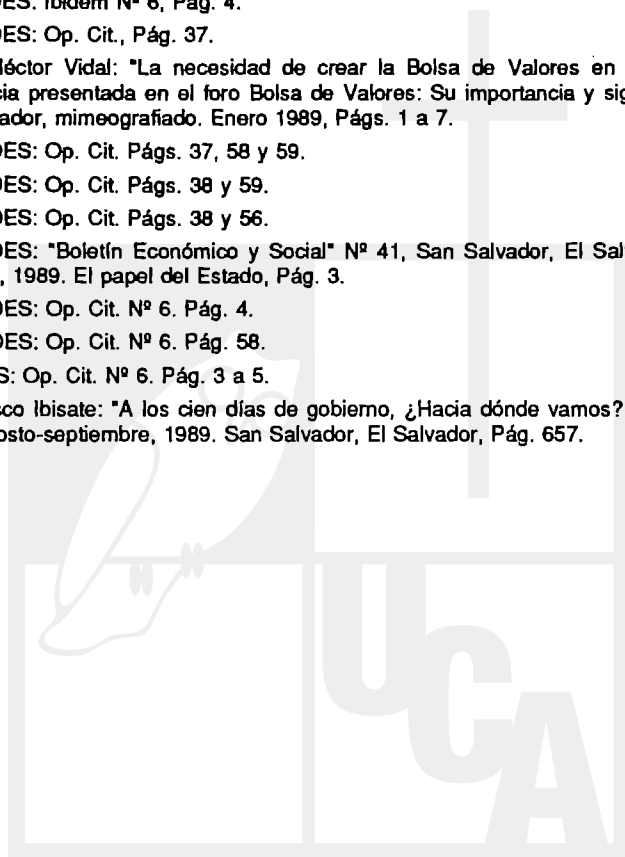 DES: Ibídem Nº 6, Pág. 4.
DES: Op. Cit., Pág. 37.
Héctor Vidal: "La necesidad de crear la Bolsa de Valores en
cia presentada en el foro Bolsa de Valores: Su importancia y sig
ador, mimeografiado. Enero 1989, Págs. 1 a 7.
DES: Op. Cit. Págs. 37, 58 y 59.
DES: Op. Cit. Págs. 38 y 59.
DES: Op. Cit. Págs. 38 y 56.
DES: "Boletín Económico y Social" Nº 41, San Salvador, El Sal
, 1989. El papel del Estado, Pág. 3.
DES: Op. Cit. Nº 6. Pág. 4.
DES: Op. Cit. Nº 6. Pág. 58.
S: Op. Cit. Nº 6. Pág. 3 a 5.
sco Ibisate: "A los cien días de gobierno, ¿Hacia dónde vamos?
osto-septiembre, 1989. San Salvador, El Salvador, Pág. 657.
UCA